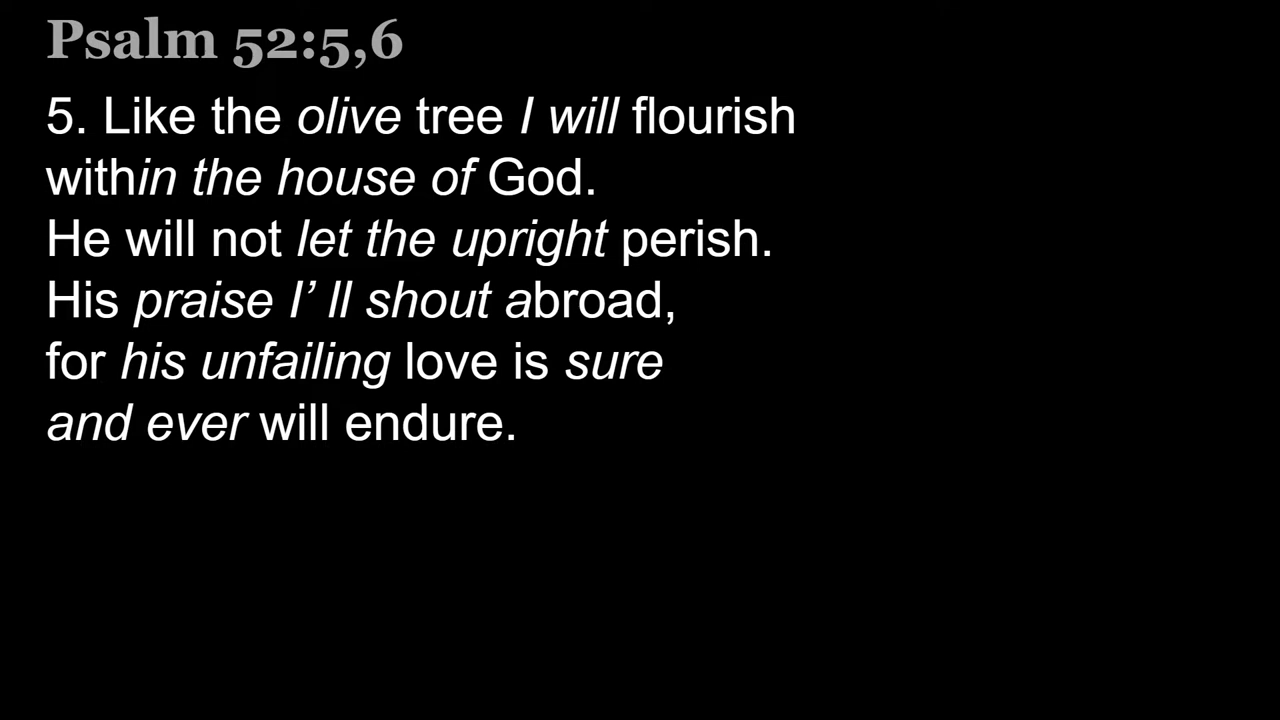 Psalm 52:5,6
5. Like the olive tree I will flourish
within the house of God.
He will not let the upright perish.
His praise I’ ll shout abroad,
for his unfailing love is sure
and ever will endure.